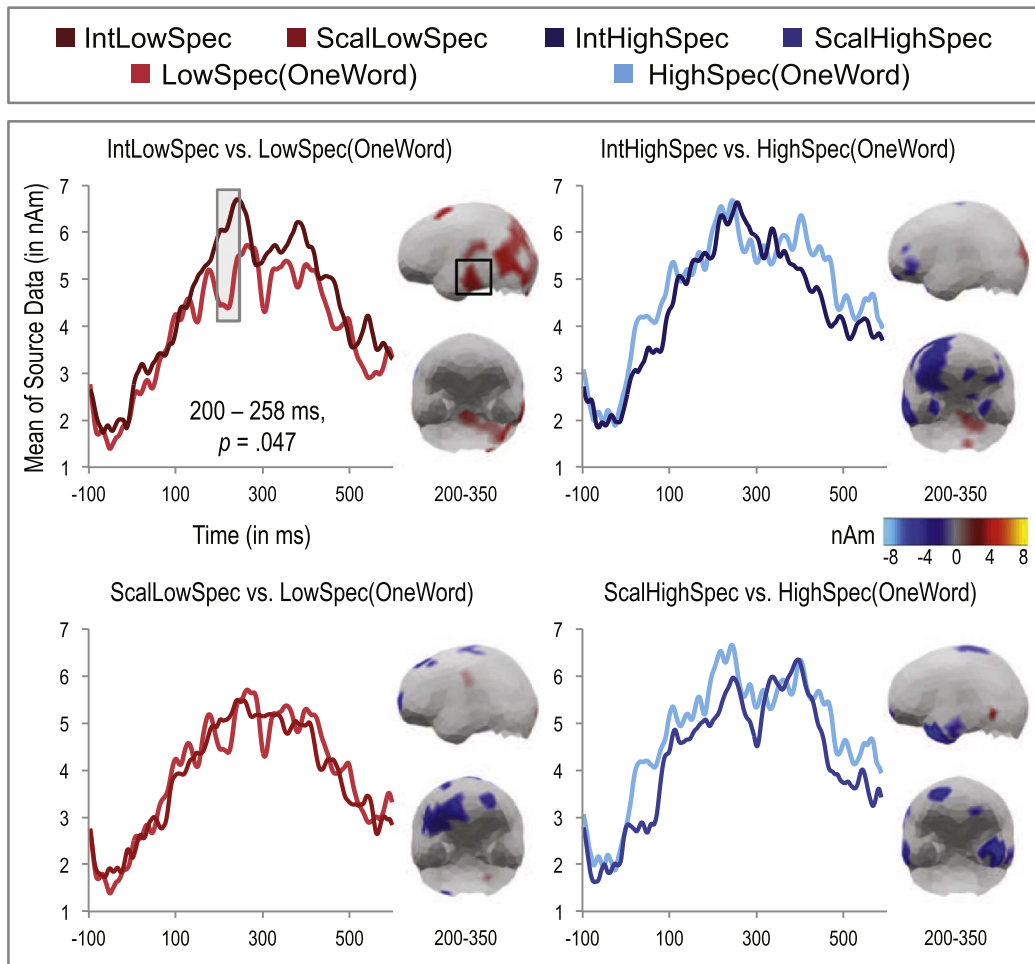 IntLowSpec ScalLowSpec IntHighSpec ScalHighSpec
LowSpec(OneWord) HighSpec(OneWord)
IntLowSpec vs. LowSpec(OneWord)
Mean of Source Data (in nAm)
7
6
5
4
3
2
1
200 – 258 ms,
p = .047
-100 100 300 500
Time (in ms)
200-350
IntHighSpec vs. HighSpec(OneWord)
7
6
5
4
3
2
1
-100 100 300 500
200-350
nAm
-8 -4 0 4 8
ScalLowSpec vs. LowSpec(OneWord)
7
6
5
4
3
2
1
-100 100 300 500
200-350
ScalHighSpec vs. HighSpec(OneWord)
7
6
5
4
3
2
1
-100 100 300 500
200-350